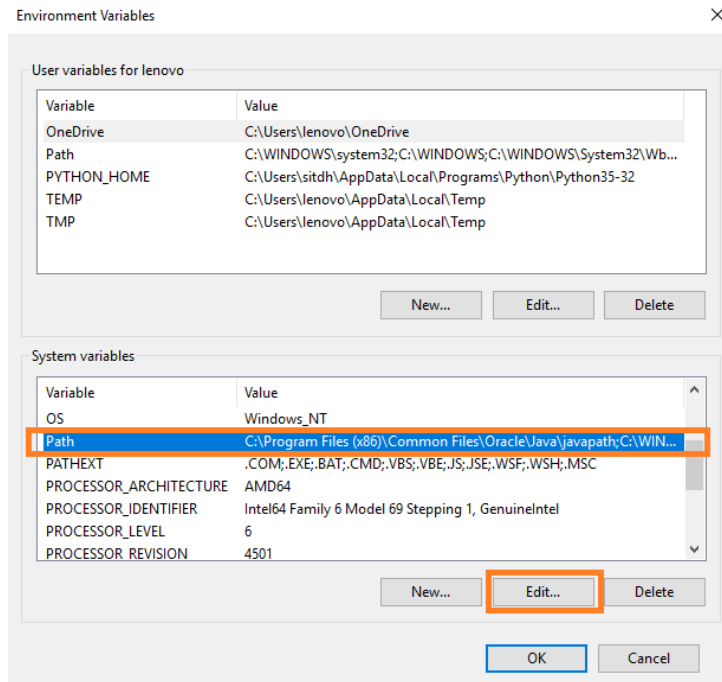 Environment Variables
User variables for lenovo
Variable Value
OneDrive C:\Users\lenovo\OneDrive
Path C:\WINDOWS\system32;C:\WINDOWS;C:\WINDOWS\System32\Wb...
PYTHON_HOME C:\Users\sitdh\AppData\Local\Programs\Python\Python35-32
TEMP C:\Users\lenovo\AppData\Local\Temp
TMP C:\Users\lenovo\AppData\Local\Temp
New... Edit... Delete
System variables
Variable Value
OS Windows_NT
Path C:\Program Files (x86)\Common Files\Oracle\Java\javapath;C:\WIN...
PATHEXT .COM;.EXE;.BAT;.CMD;.VBS;.VBE;.JS;.JSE;.WSF;.WSH;.MSC
PROCESSOR_ARCHITECTURE AMD64
PROCESSOR_IDENTIFIER Intel64 Family 6 Model 69 Stepping 1, GenuineIntel
PROCESSOR_LEVEL 6
PROCESSOR_REVISION 4501
New... Edit... Delete
OK Cancel